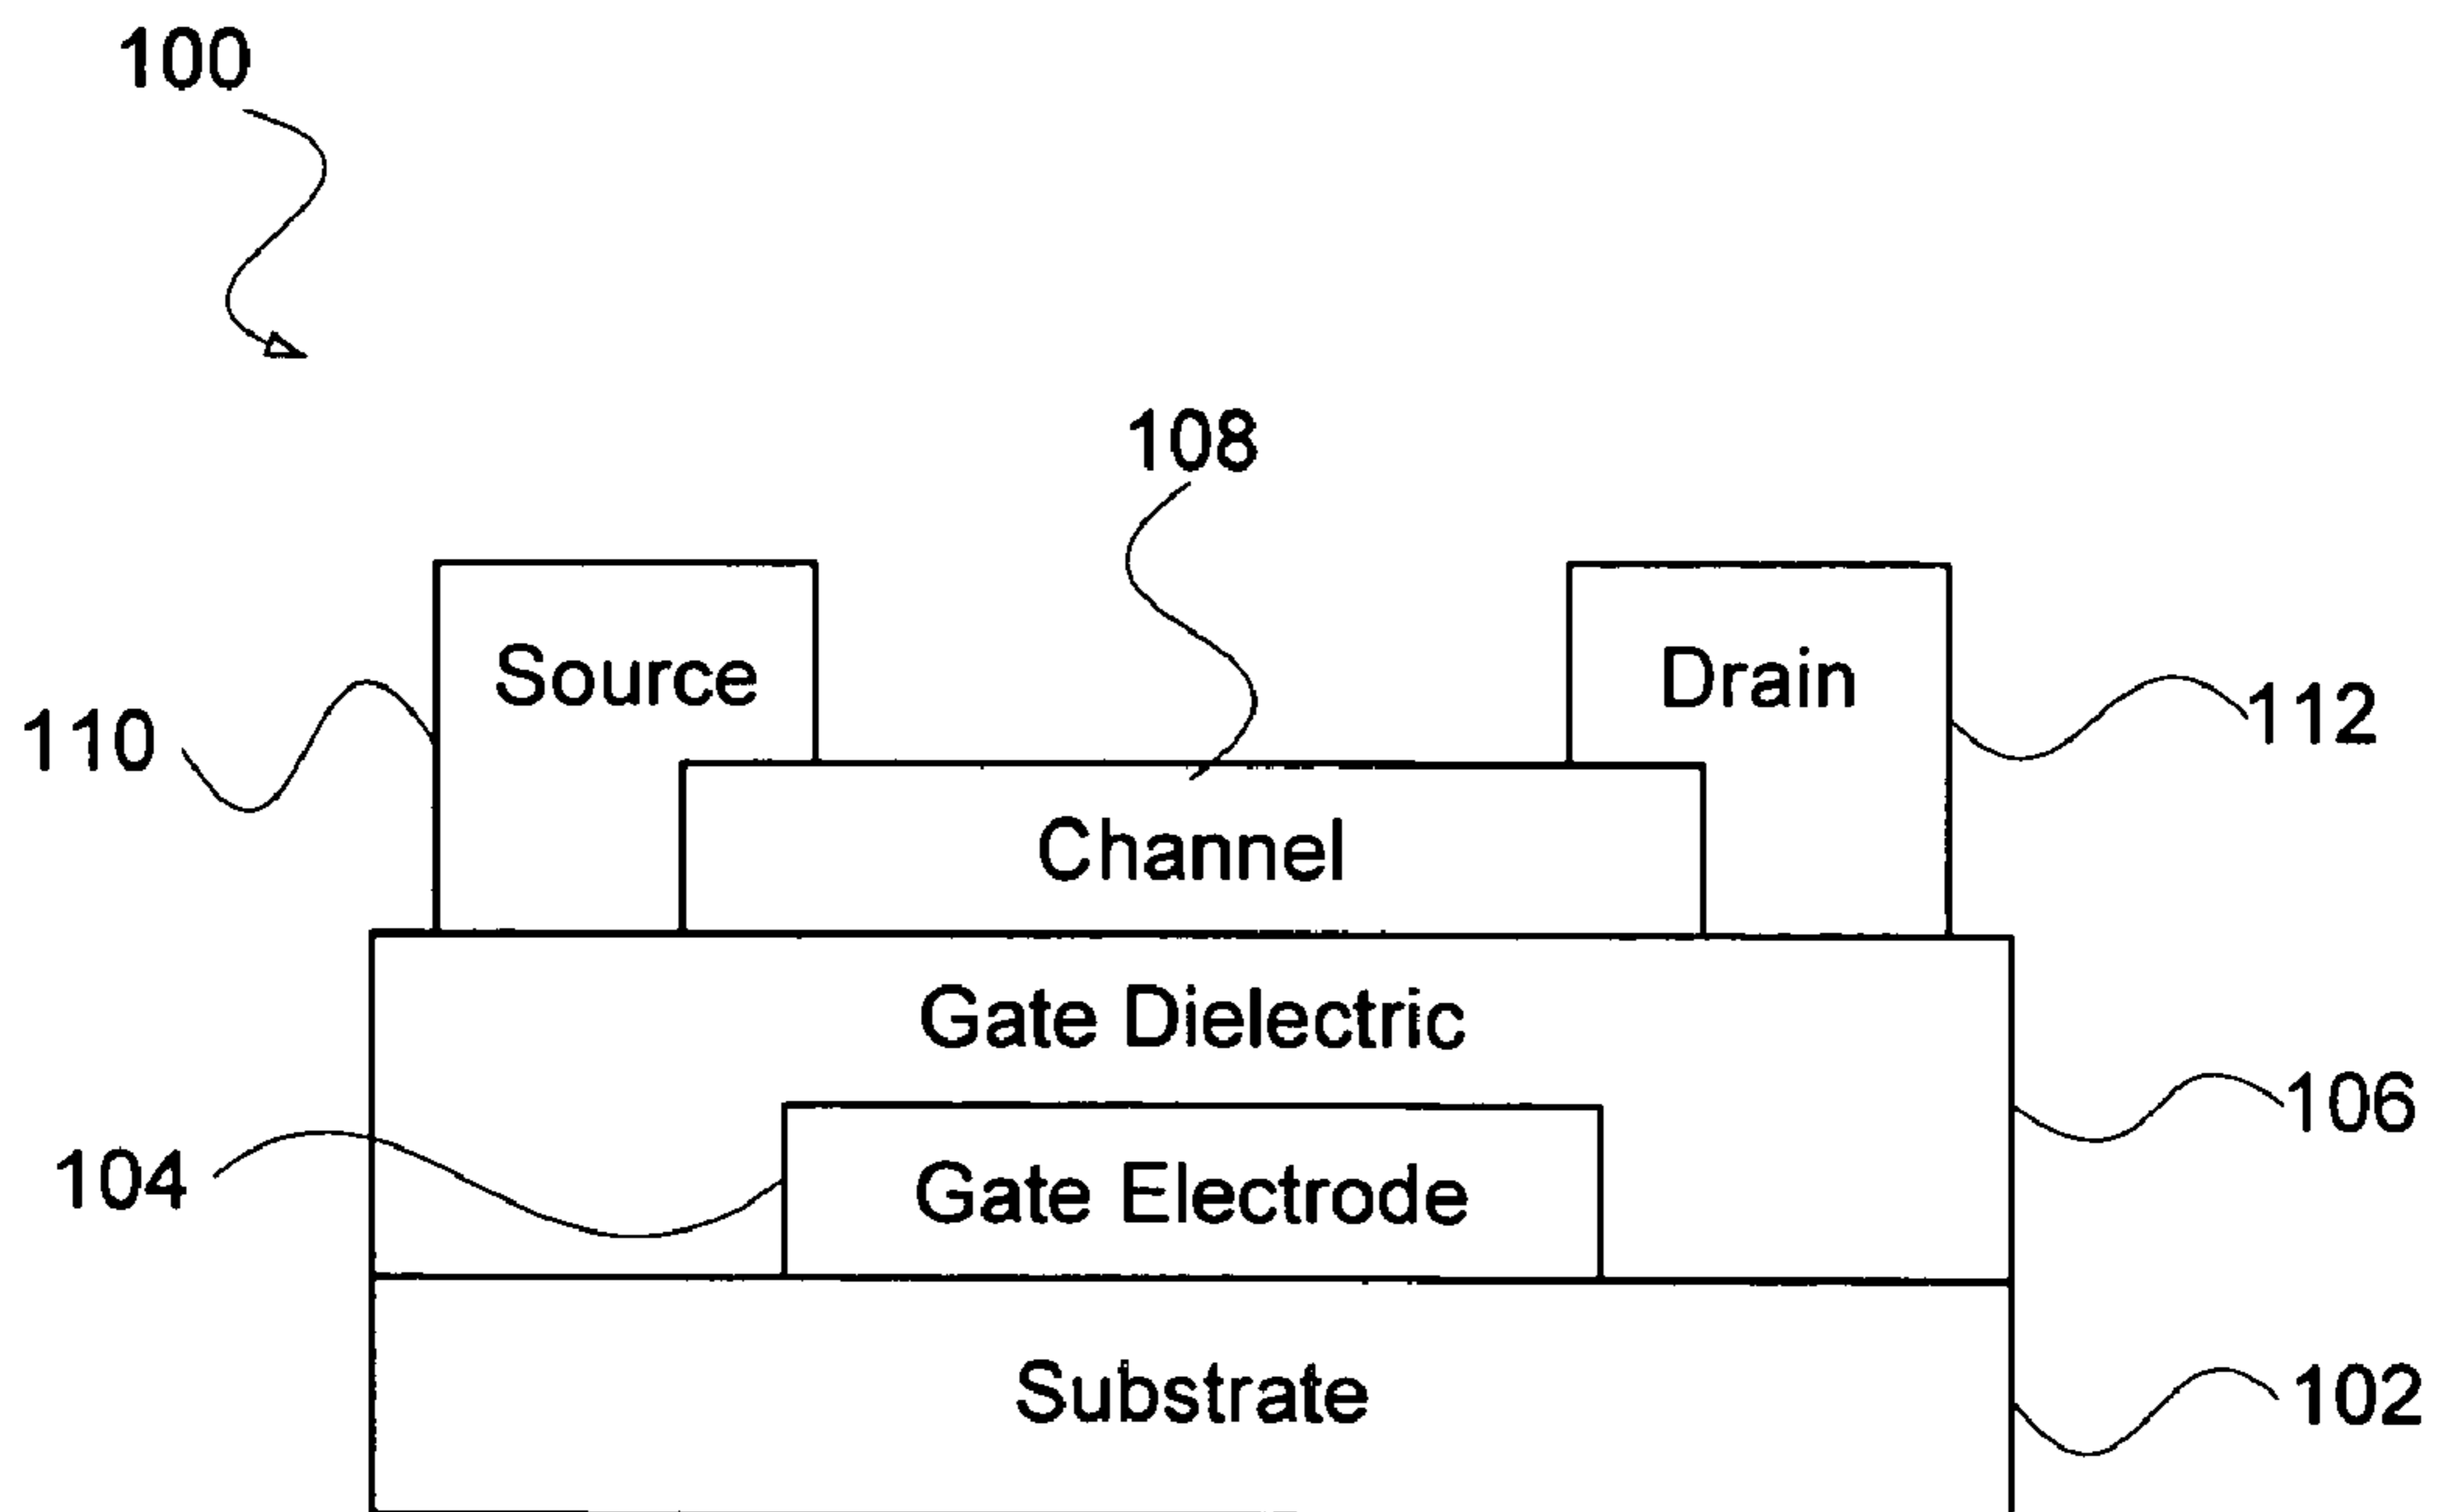 100
108
Source
Drain
110
112
Channel
Gate Dielectric
106
104
Gate Electrode
Substrate
102